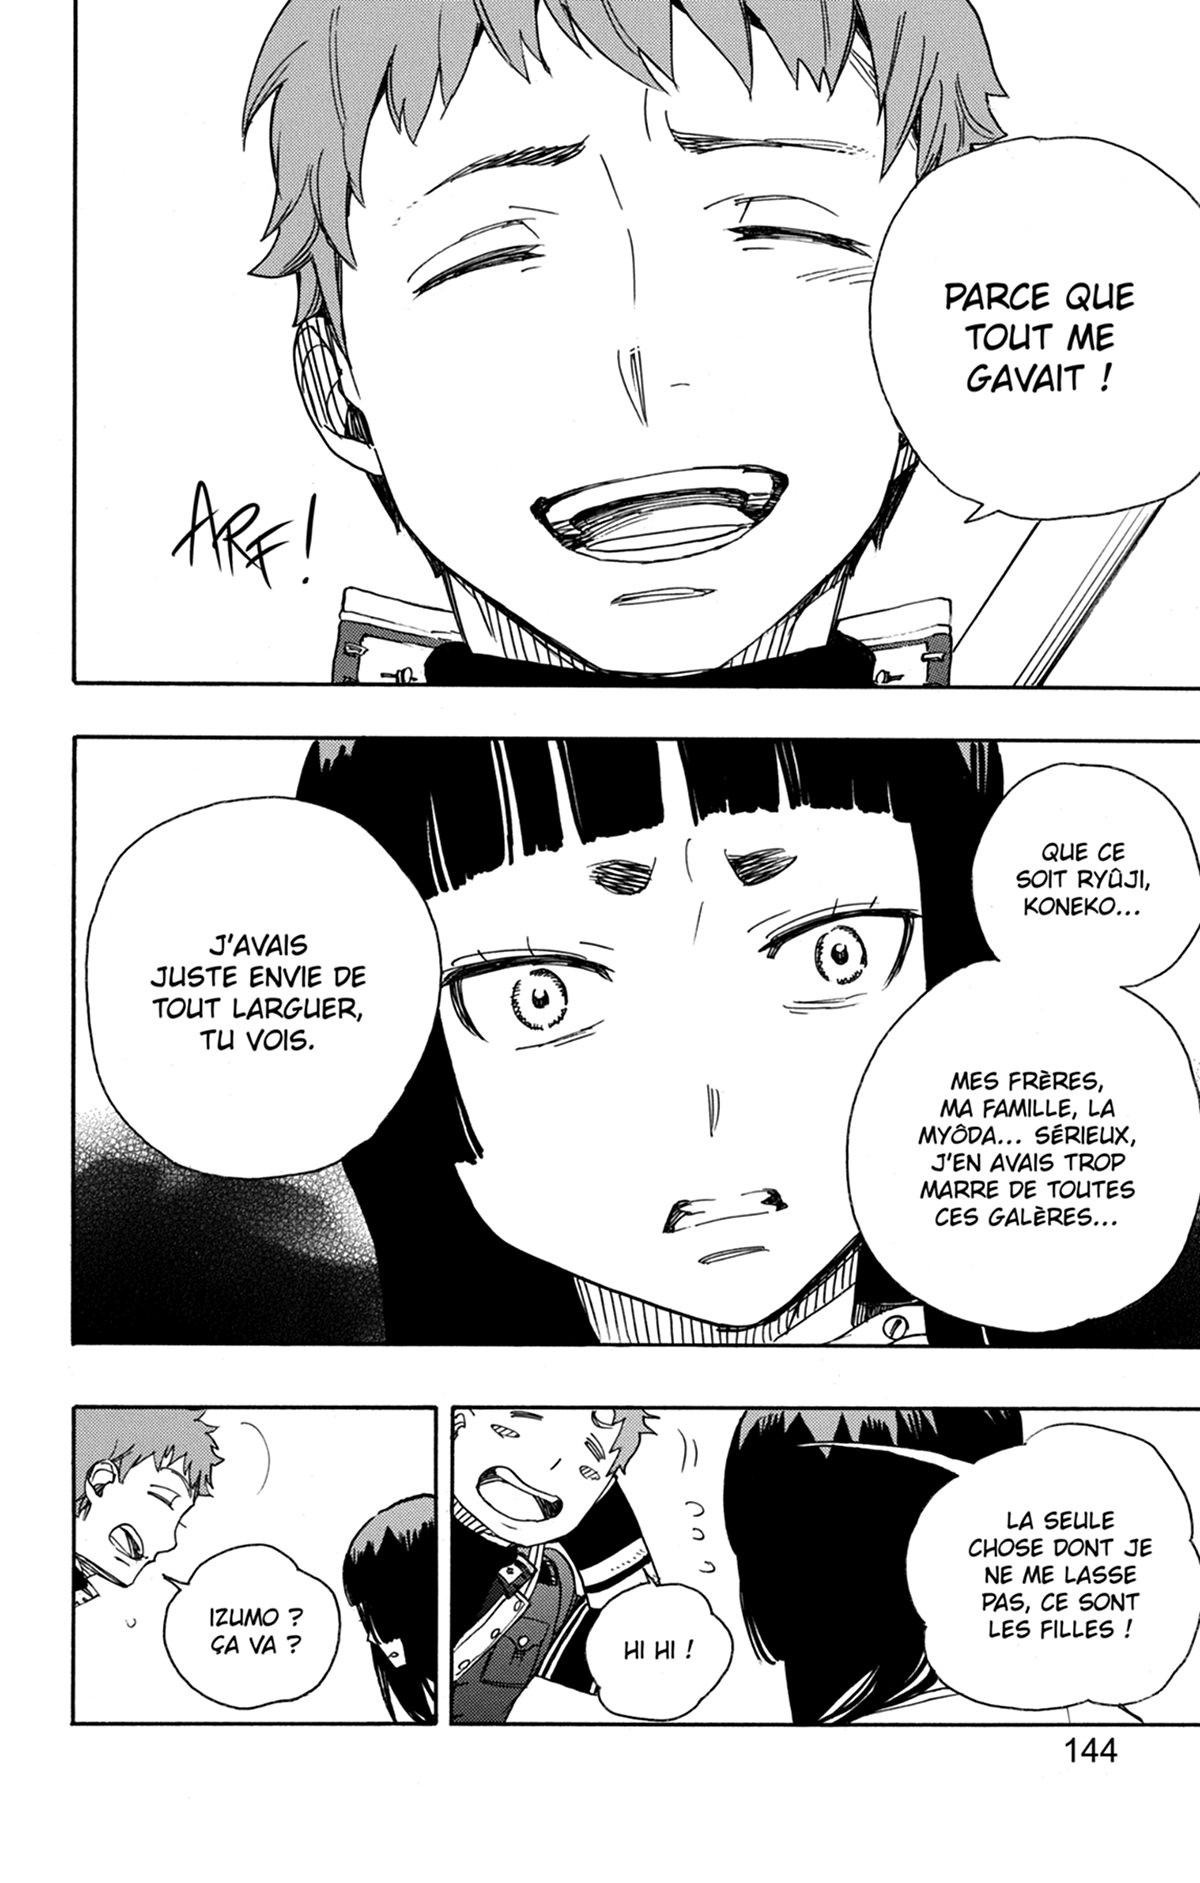 PARCE QUE
TOUT ME
GAVAIT !
ARF !
QUE CE
SOIT RYÛJI,
KONEKO...
MES FRÈRES,
MA FAMILLE, LA
MYÔDA... SÉRIEUX,
J'EN AVAIS TROP
MARRE DE TOUTES
CES GALÈRES...
J'AVAIS
JUSTE ENVIE DE
TOUT LARGUER,
TU VOIS.
LA SEULE
CHOSE DONT JE
NE ME LASSE
PAS, CE SONT
LES FILLES !
HI HI !
IZUMO ?
ÇA VA ?
144